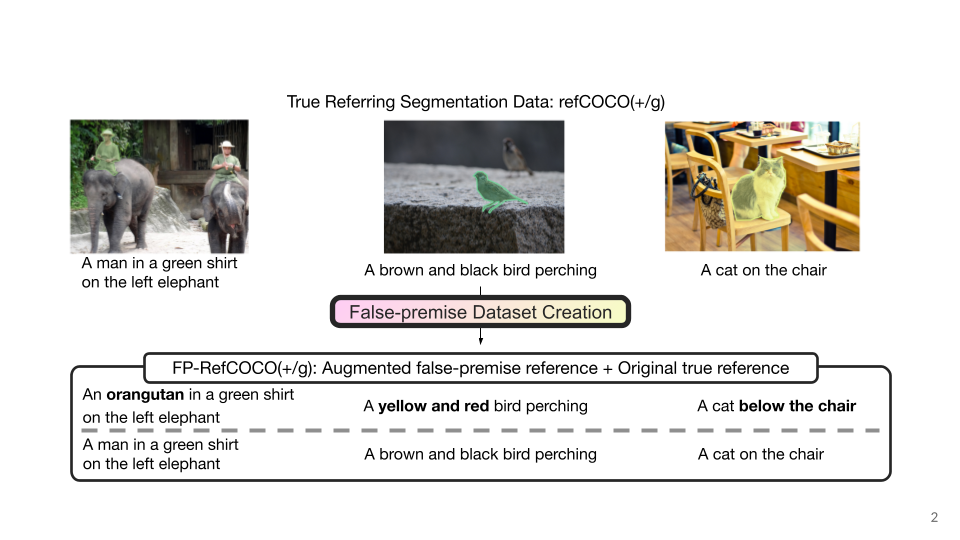 True Referring Segmentation Data: refCOCO(+/g)
A man in a green shirt
on the left elephant
A brown and black bird perching
A cat on the chair
False-premise Dataset Creation
FP-RefCOCO(+/g): Augmented false-premise reference + Original true reference
An orangutan in a green shirt
on the left elephant
A yellow and red bird perching
A cat below the chair
A man in a green shirt
on the left elephant
A brown and black bird perching
A cat on the chair
2